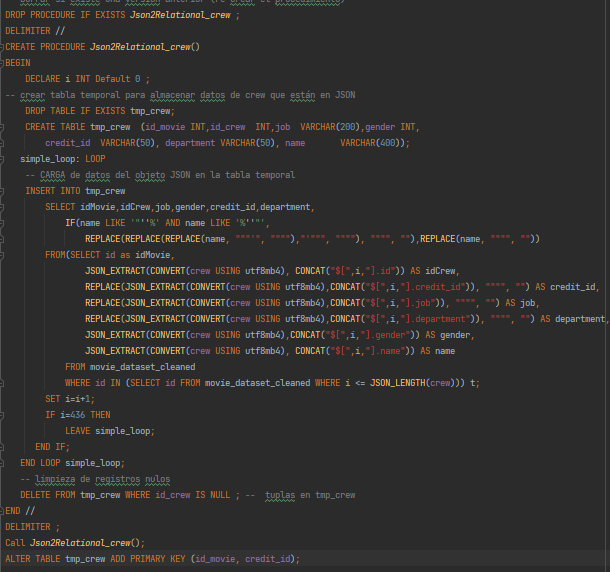 DROP PROCEDURE IF EXISTS Json2Relational_crew ;
DELIMITER //
CREATE PROCEDURE Json2Relational_crew()
BEGIN
DECLARE i INT Default 0 ;
-- crear tabla temporal para almacenar datos de crew que están en JSON
DROP TABLE IF EXISTS tmp_crew;
CREATE TABLE tmp_crew (id_movie INT,id_crew INT,job VARCHAR(200),gender INT,
credit_id VARCHAR(50), department VARCHAR(50), name VARCHAR(400));
simple_loop: LOOP
-- CARGA de datos del objeto JSON en la tabla temporal
INSERT INTO tmp_crew
SELECT idMovie,idCrew,job,gender,credit_id,department,
IF(name LIKE '"''%' AND name LIKE '%''"',
REPLACE(REPLACE(REPLACE(name, """'", """"),"'""", """"), """", ""),REPLACE(name, """", ""))
FROM(SELECT id as idMovie,
JSON_EXTRACT(CONVERT(crew USING utf8mb4), CONCAT("$[",i,"].id")) AS idCrew,
REPLACE(JSON_EXTRACT(CONVERT(crew USING utf8mb4),CONCAT("$[",i,"].credit_id")), """", "") AS credit_id,
REPLACE(JSON_EXTRACT(CONVERT(crew USING utf8mb4),CONCAT("$[",i,"].job")), """", "") AS job,
REPLACE(JSON_EXTRACT(CONVERT(crew USING utf8mb4),CONCAT("$[",i,"].department")), """", "") AS department,
JSON_EXTRACT(CONVERT(crew USING utf8mb4),CONCAT("$[",i,"].gender")) AS gender,
JSON_EXTRACT(CONVERT(crew USING utf8mb4), CONCAT("$[",i,"].name")) AS name
FROM movie_dataset_cleaned
WHERE id IN (SELECT id FROM movie_dataset_cleaned WHERE i <= JSON_LENGTH(crew))) t;
SET i=i+1;
IF i=436 THEN
LEAVE simple_loop;
END IF;
END LOOP simple_loop;
-- limpieza de registros nulos
DELETE FROM tmp_crew WHERE id_crew IS NULL ; -- tuplas en tmp_crew
END //
DELIMITER ;
Call Json2Relational_crew();
ALTER TABLE tmp_crew ADD PRIMARY KEY (id_movie, credit_id);